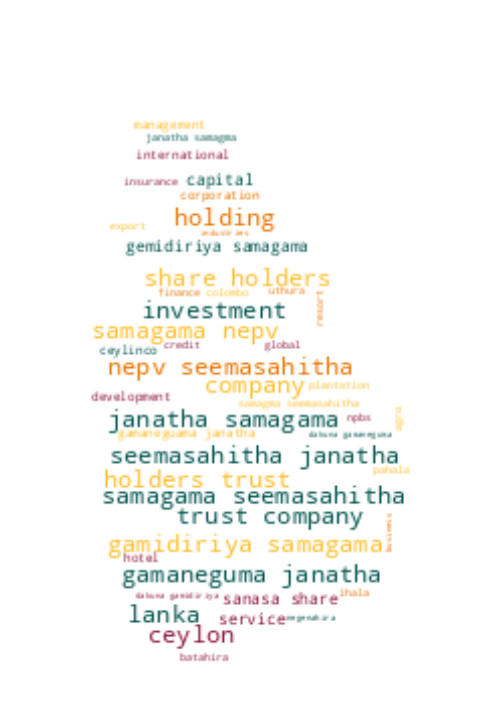 management
janatha samagma
international
insurance capital
corporation
holding
export
industries
gemidiriya samagama
share holders
finance colombo uthura
investment resort
samagama nepv
ceylinco credit global
nepv seemasahitha
company plantation
development
samagma seemasahitha
janatha samagama npbs agro
gamaneguama janatha dakuna gamaneguma
seemasahitha janatha
pahala
holders trust
samagama seemasahitha
trust company
gamidiriya samagama business
hotel
gamaneguma janatha
dakuna gamidiriya sanasa share ihala
lanka service negenahira
ceylon
batahira